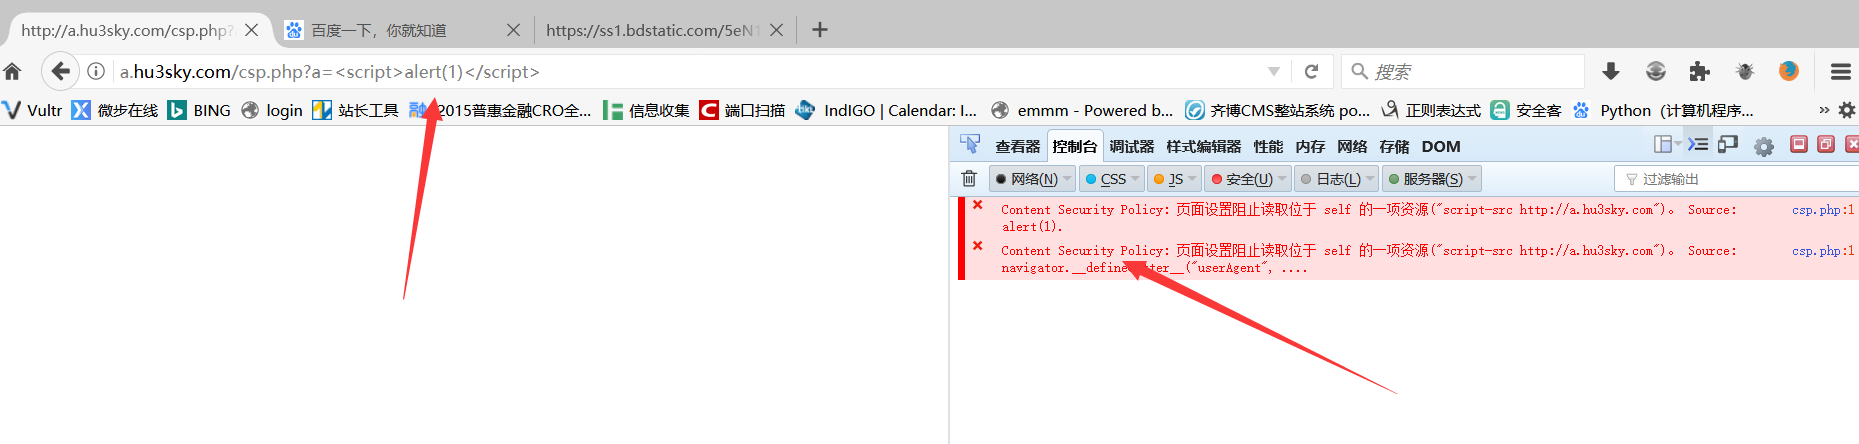 http://a.hu3sky.com/csp.php?a
百度一下，你就知道
https://ss1.bdstatic.com/5eN1
a.hu3sky.com/csp.php?a=<script>alert(1)</script>
搜索
Vultr 微步在线 BING login 站长工具 2015普惠金融CRO全... 信息收集 端口扫描 IndIGO | Calendar: I... emmm - Powered b... 齐博CMS整站系统 po... 正则表达式 安全客 Python（计算机程序...
查看器 控制台 调试器 样式编辑器 性能 内存 网络 存储 DOM
网络(N) CSS JS 安全(U) 日志(L) 服务器(S) 过滤输出
Content Security Policy: 页面设置阻止读取位于 self 的一项资源("script-src http://a.hu3sky.com")。 Source: csp.php:1
alert(1).
Content Security Policy: 页面设置阻止读取位于 self 的一项资源("script-src http://a.hu3sky.com")。 Source: csp.php:1
("userAgent", ....